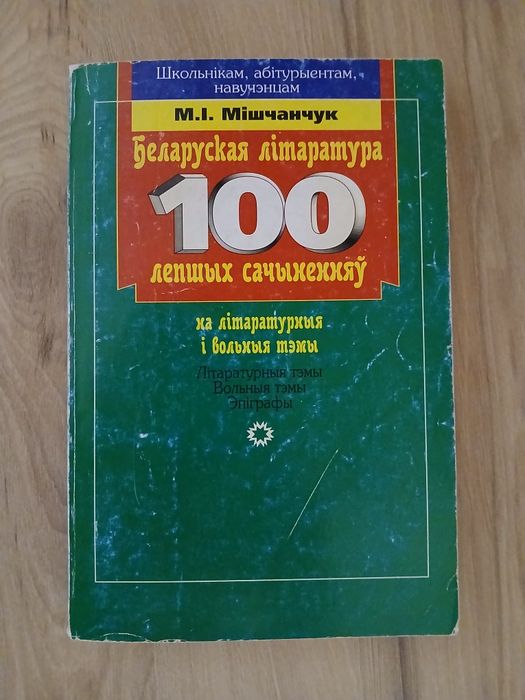 Школьнікам, абітурыентам,
навучэнцам
М.І. Мішчанчук
Беларуская літаратура
100
лепшых сачыненняў
на літаратурныя
і вольныя тэмы
Літаратурныя тэмы
Вольныя тэмы
Эпіграфы